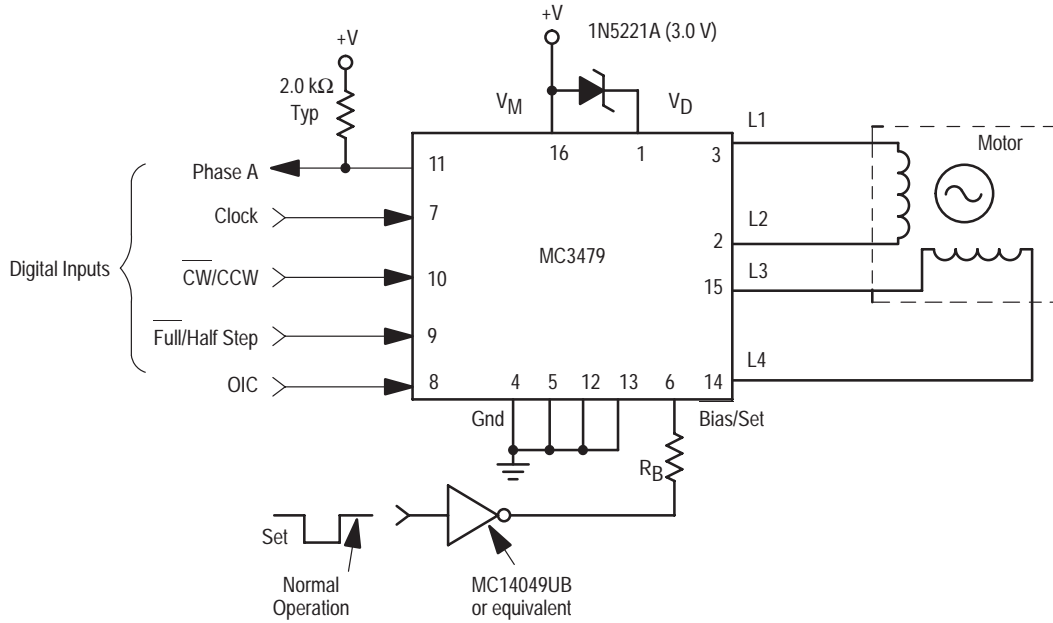 +V
1N5221A (3.0 V)
+V
2.0 kΩ
Typ
VM
VD
L1
Motor
16
1
3
Phase A
11
Clock
7
L2
2
MC3479
Digital Inputs
CW/CCW
10
L3
15
Full/Half Step
9
OIC
8
4
5
12
13
6
14
L4
Gnd
Bias/Set
RB
Set
Normal
Operation
MC14049UB
or equivalent